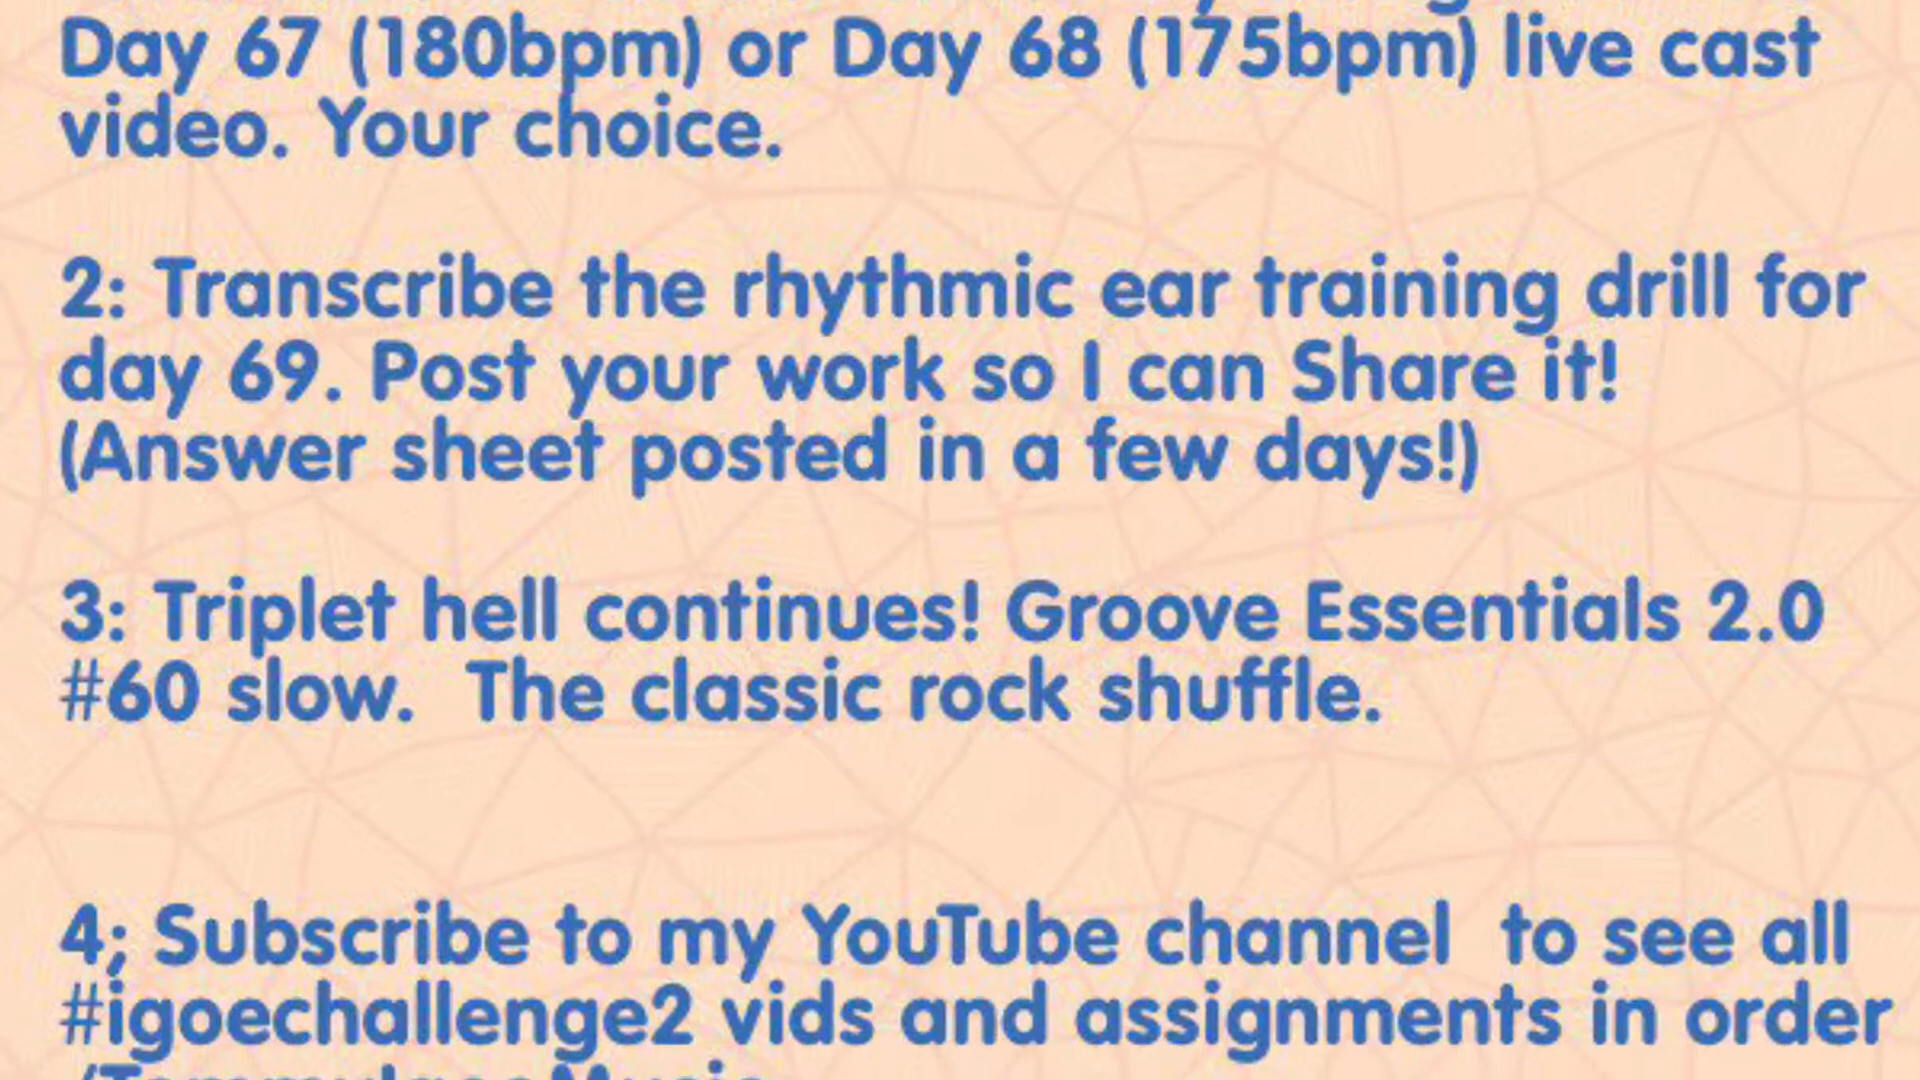 Day 67 (180bpm) or Day 68 (175bpm) live cast
video. Your choice.
2: Transcribe the rhythmic ear training drill for
day 69. Post your work so I can Share it!
(Answer sheet posted in a few days!)
3: Triplet hell continues! Groove Essentials 2.0
#60 slow. The classic rock shuffle.
4; Subscribe to my YouTube channel to see all
#igoechallenge2 vids and assignments in order